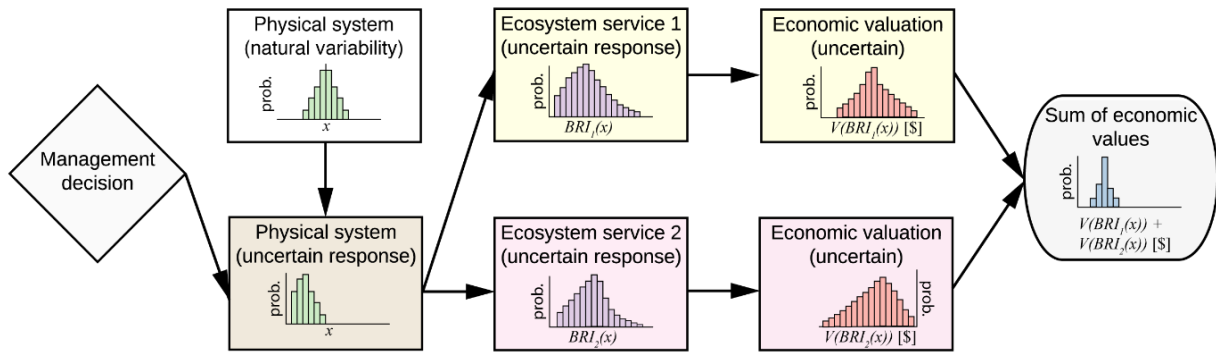 Management
decision
Physical system
(natural variability)
prob.
x
Physical system
(uncertain response)
prob.
x
Ecosystem service 1
(uncertain response)
prob.
BRI₁(x)
Economic valuation
(uncertain)
prob.
V(BRI₁(x)) [$]
Ecosystem service 2
(uncertain response)
prob.
BRI₂(x)
Economic valuation
(uncertain)
prob.
V(BRI₂(x)) [$]
Sum of economic
values
prob.
V(BRI₁(x)) +
V(BRI₂(x)) [$]